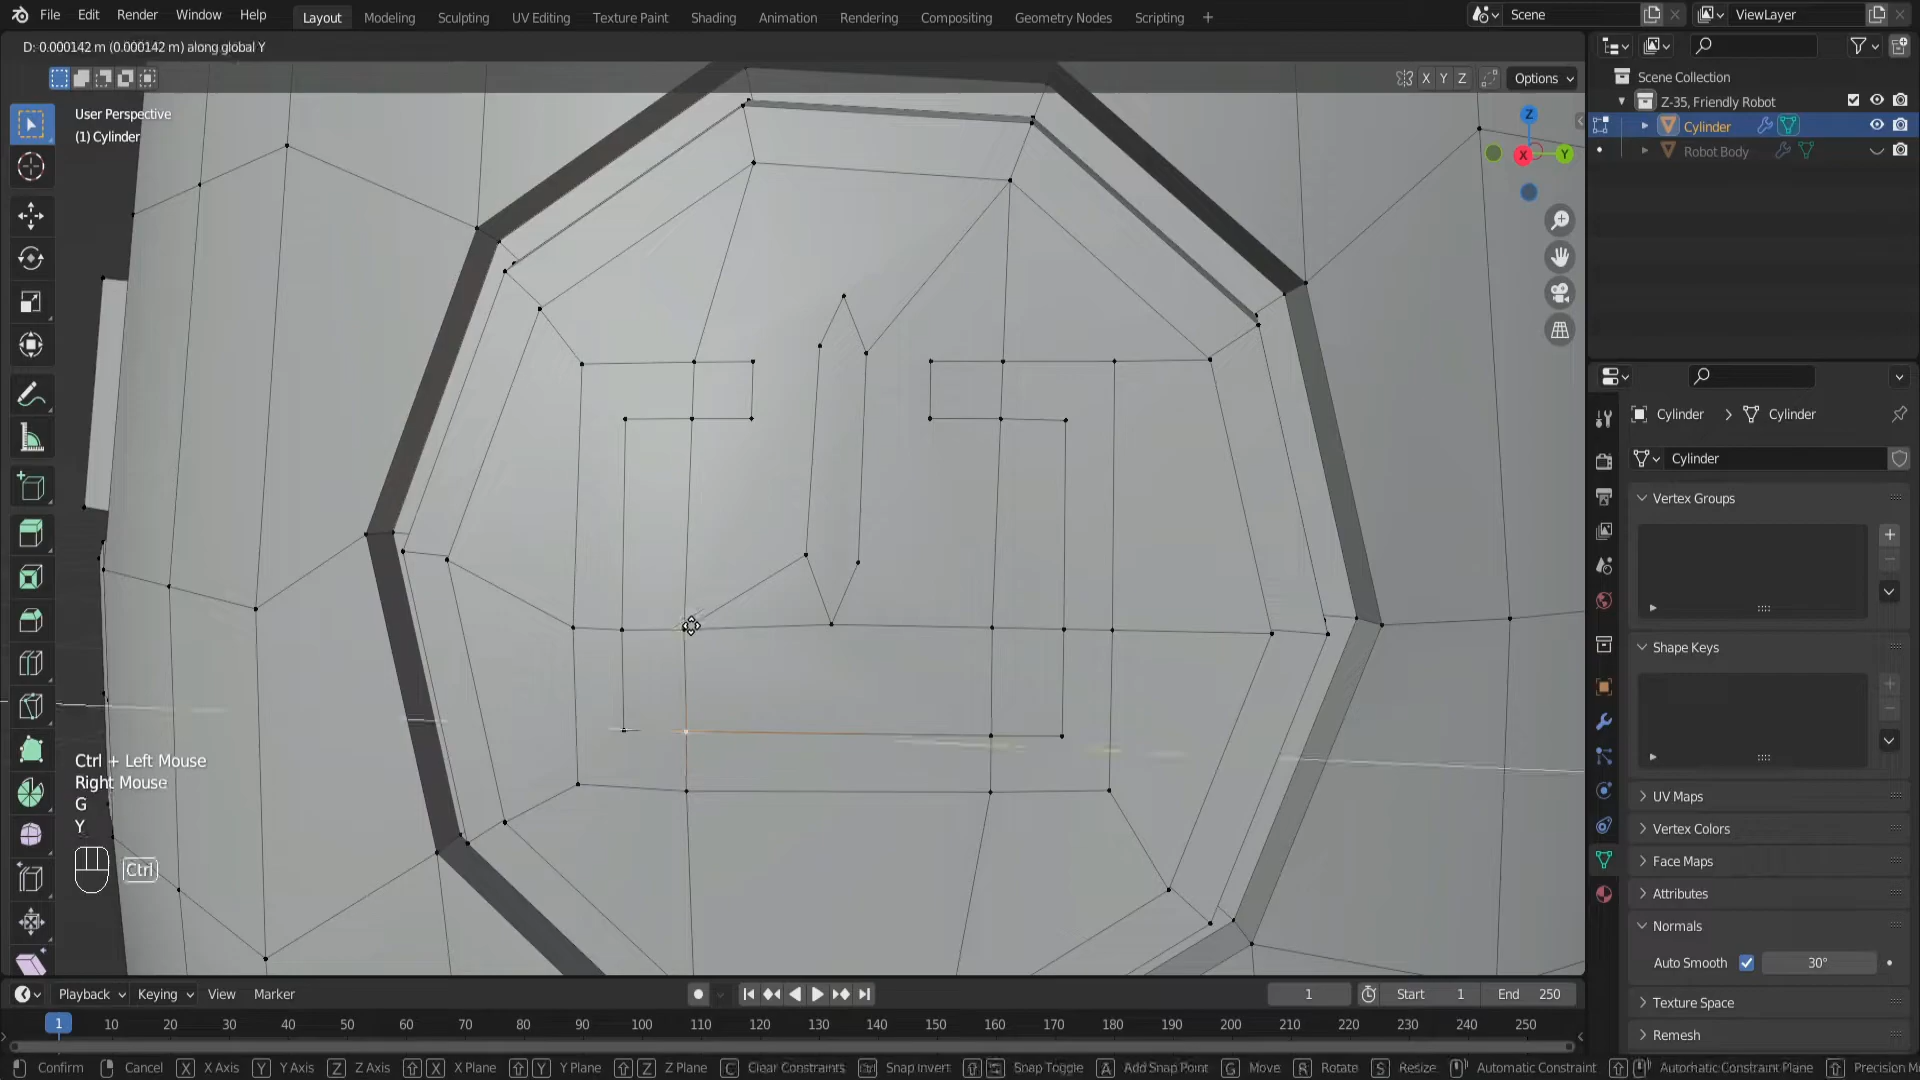 File Edit Render Window Help Layout Modeling Sculpting UV Editing Texture Paint Shading Animation Rendering Compositing Geometry Nodes Scripting + Scene ViewLayer
D: 0.000142 m (0.000142 m) along global Y
X Y Z Options
User Perspective
(1) Cylinder
Z
X Y
Scene Collection
Z-35, Friendly Robot
Cylinder
Robot Body
Cylinder > Cylinder
Cylinder
Vertex Groups
Shape Keys
UV Maps
Vertex Colors
Face Maps
Attributes
Normals
Auto Smooth 30°
Texture Space
Remesh
Ctrl + Left Mouse
Right Mouse
G
Y
Ctrl
Playback Keying View Marker 1 Start 1 End 250
1 10 20 30 40 50 60 70 80 90 100 110 120 130 140 150 160 170 180 190 200 210 220 230 240 250
Confirm Cancel X X Axis Y Y Axis Z Z Axis X X Plane Y Y Plane Z Z Plane C Clear Constraints Snap Invert Snap Toggle A Add Snap Point G Move R Rotate S Resize Automatic Constraint Automatic Constraint Plane Precision